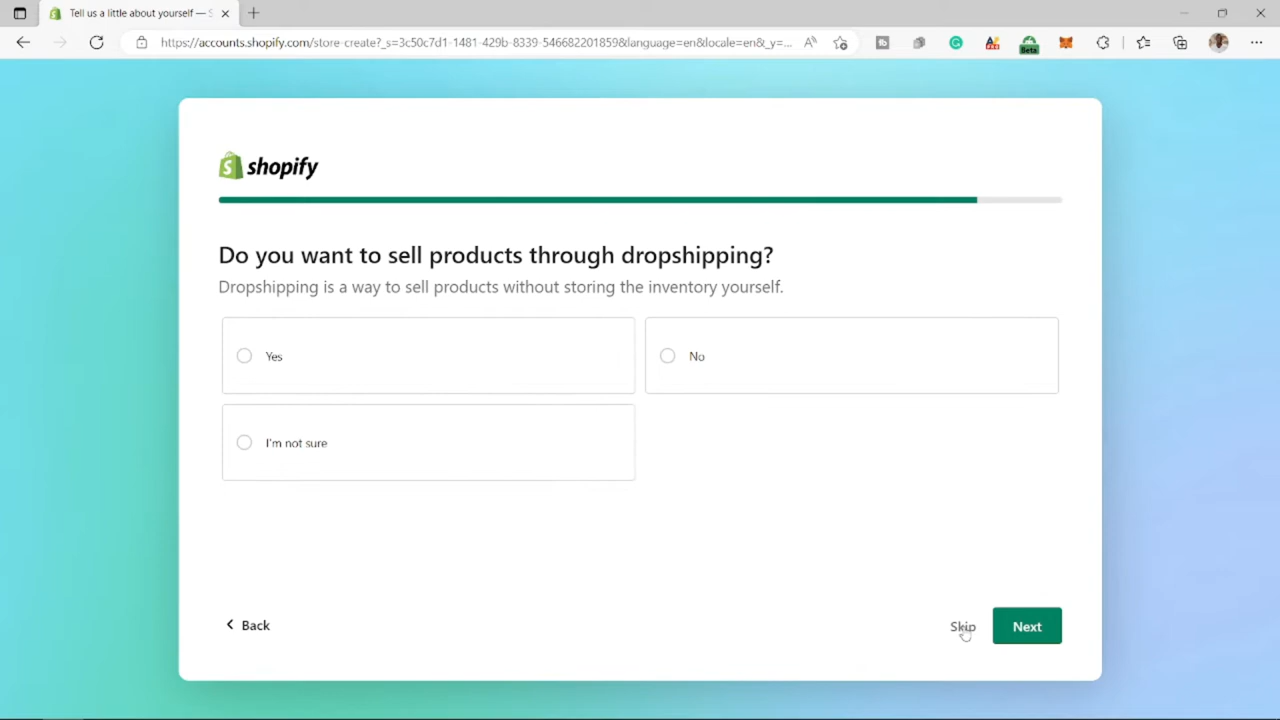 Tell us a little about yourself — S
https://accounts.shopify.com/store-create?_s=3c50c7d1-1481-429b-8339-546682201859&language=en&locale=en&_y=...
Beta
shopify
Do you want to sell products through dropshipping?
Dropshipping is a way to sell products without storing the inventory yourself.
Yes
No
I'm not sure
Back
Skip
Next